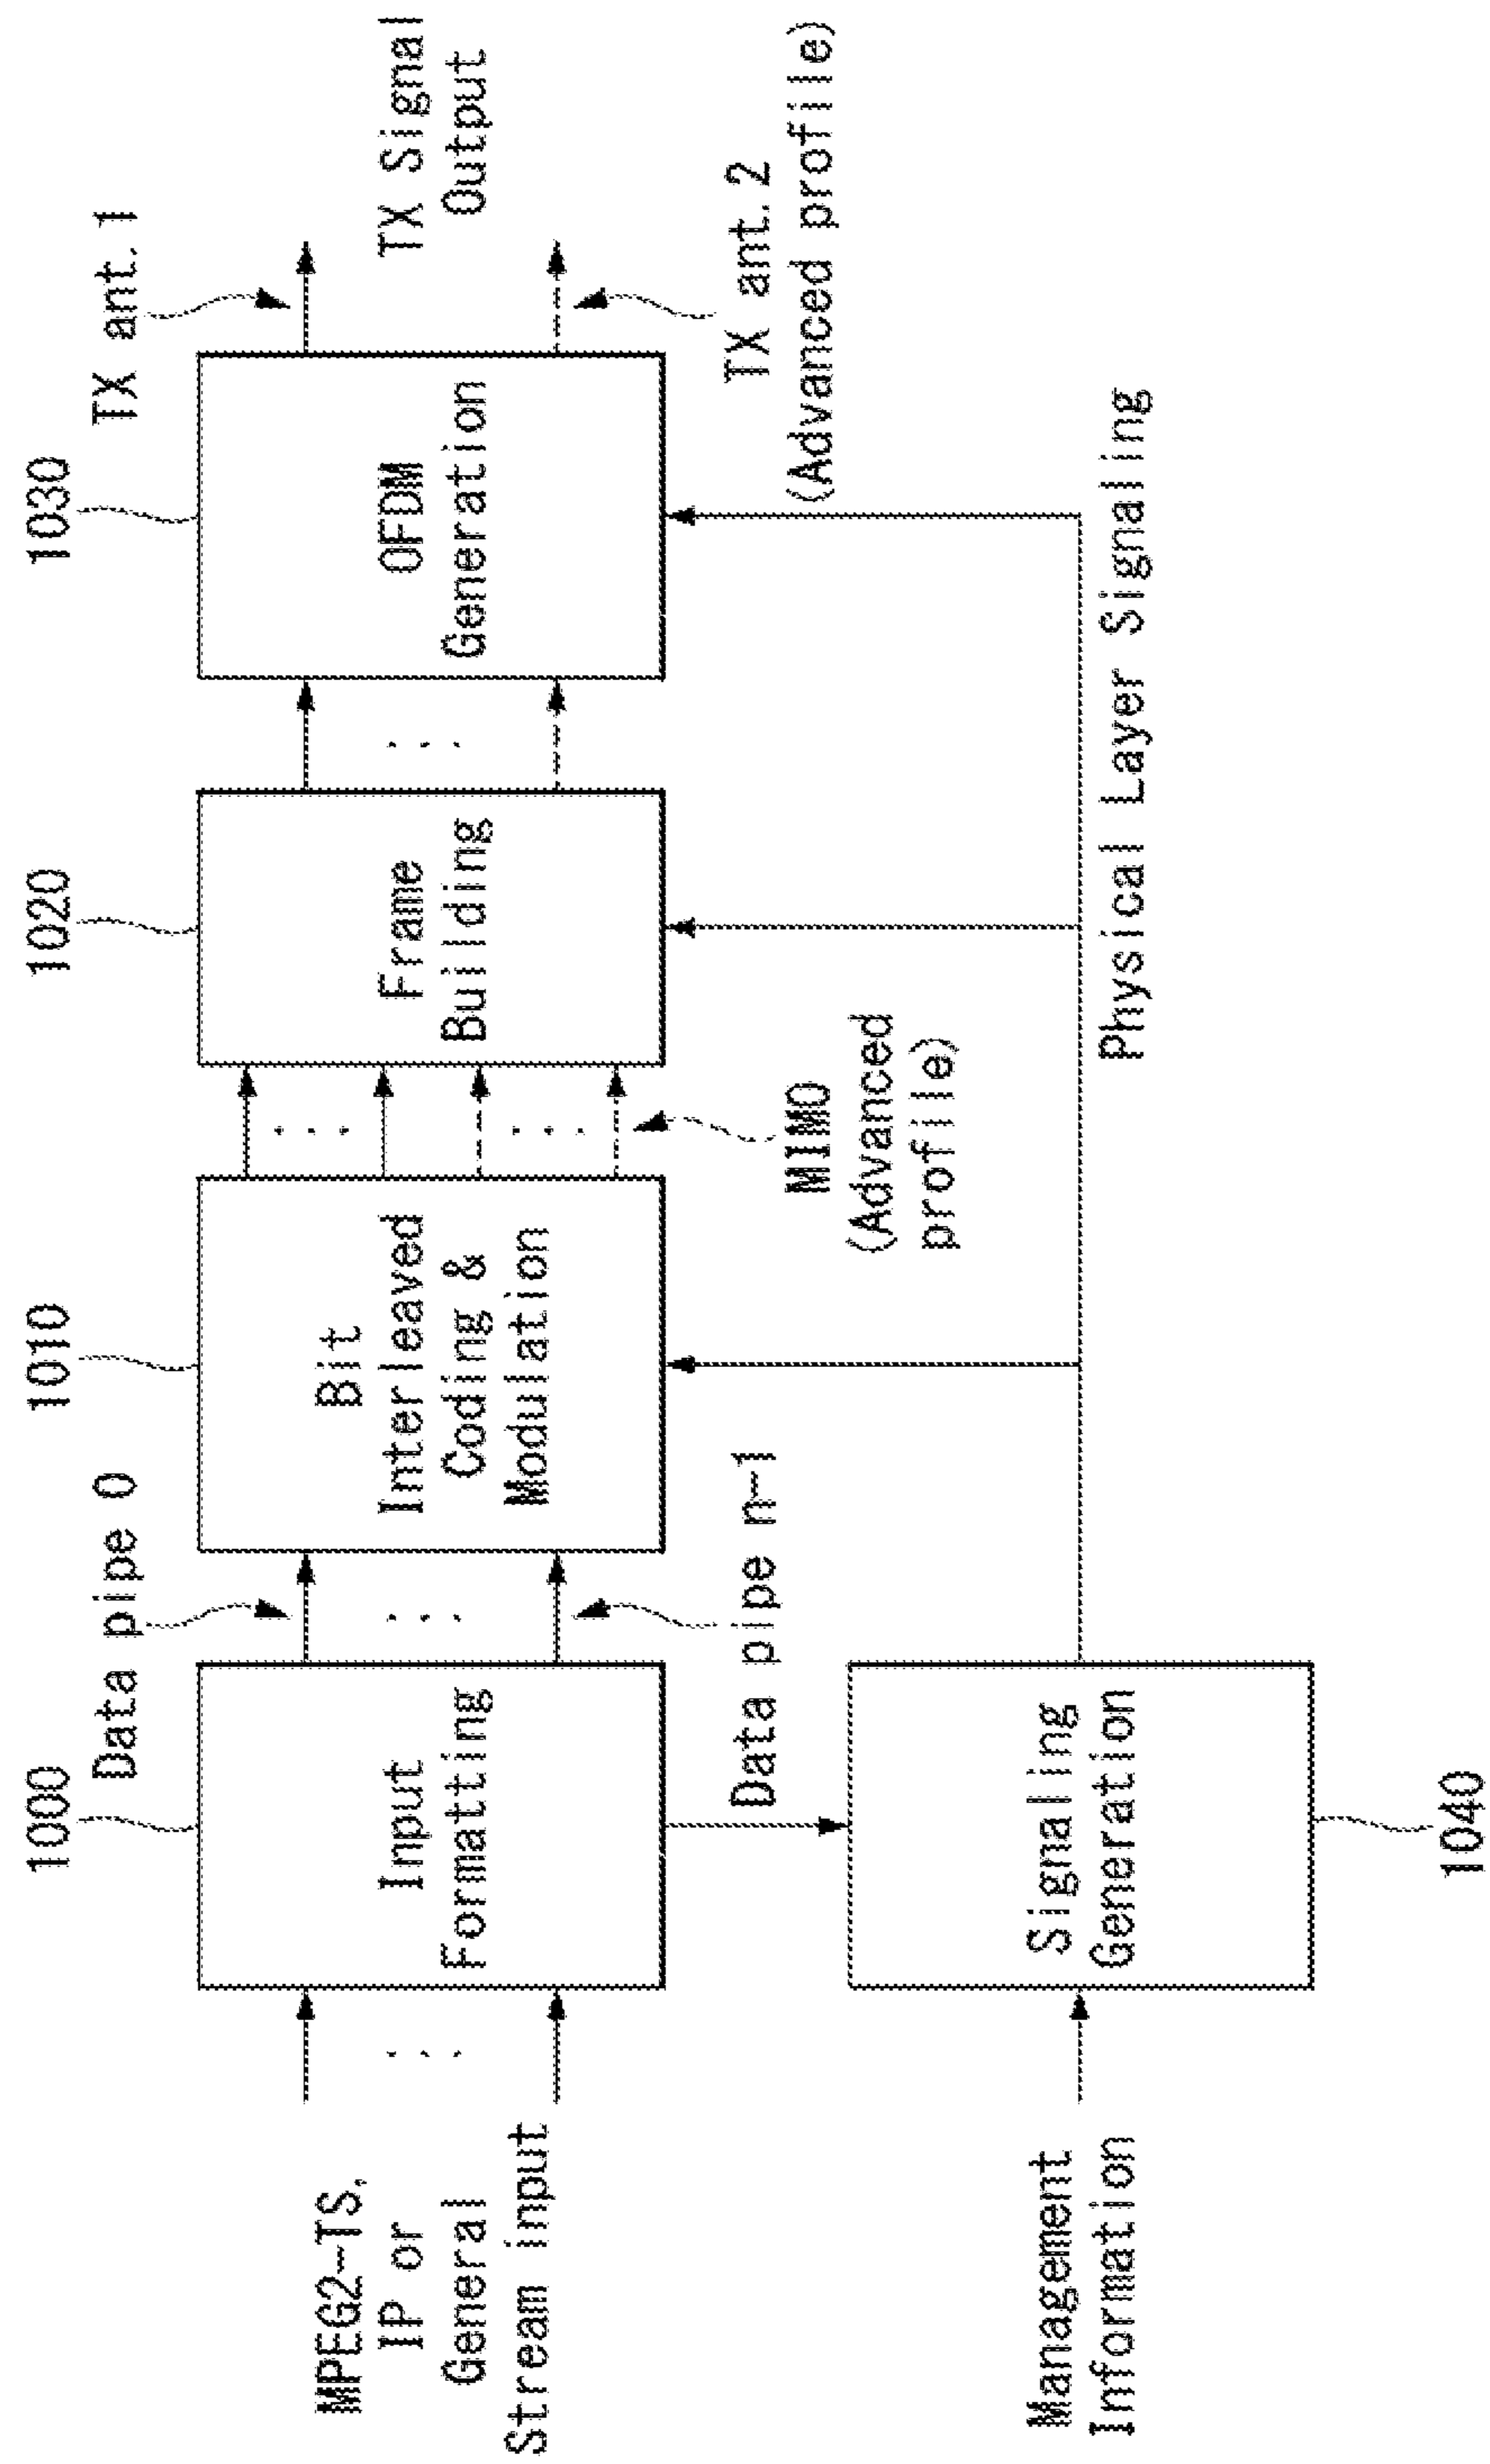 1000
1010
1020
1030
Data pipe 0
TX ant.1
MPEG2-TS,
IP or
General
Stream input
Input
Formatting
Bit
Interleaved
Coding &
Modulation
Frame
Building
OFDM
Generation
TX Signal
Output
Data pipe n-1
MIMO
(Advanced
profile)
TX ant.2
(Advanced profile)
Management
Information
Signaling
Generation
Physical Layer Signaling
1040